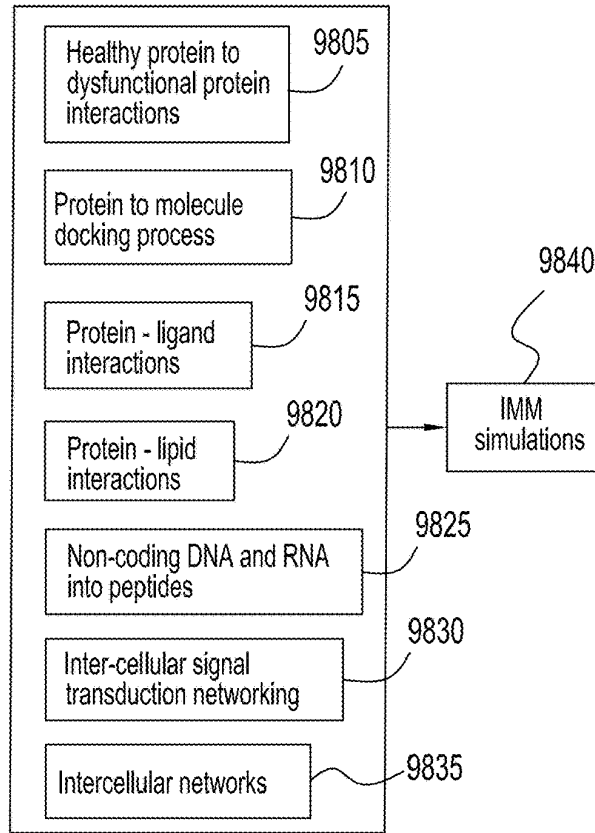 Healthy protein to
dysfunctional protein
interactions
9805
Protein to molecule
docking process
9810
Protein - ligand
interactions
9815
Protein - lipid
interactions
9820
Non-coding DNA and RNA
into peptides
9825
Inter-cellular signal
transduction networking
9830
Intercellular networks
9835
IMM
simulations
9840